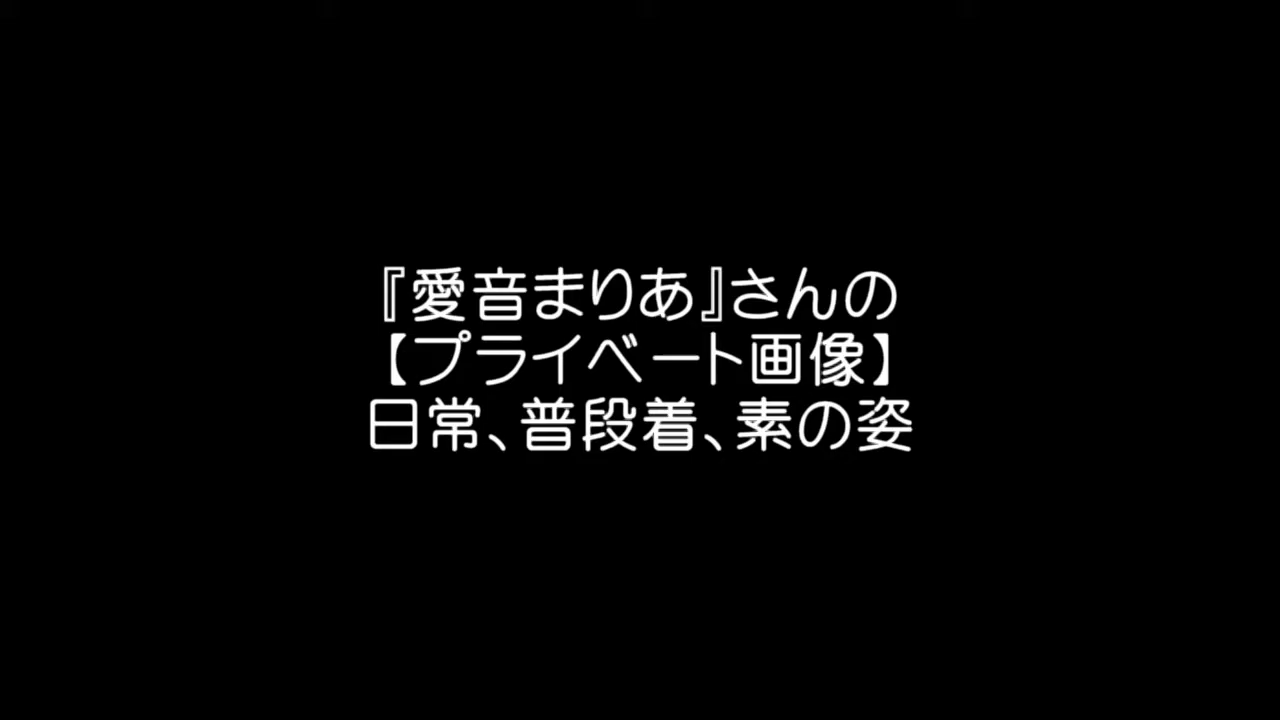 『愛音まりあ』さんの
【プライベート画像】
日常、普段着、素の姿